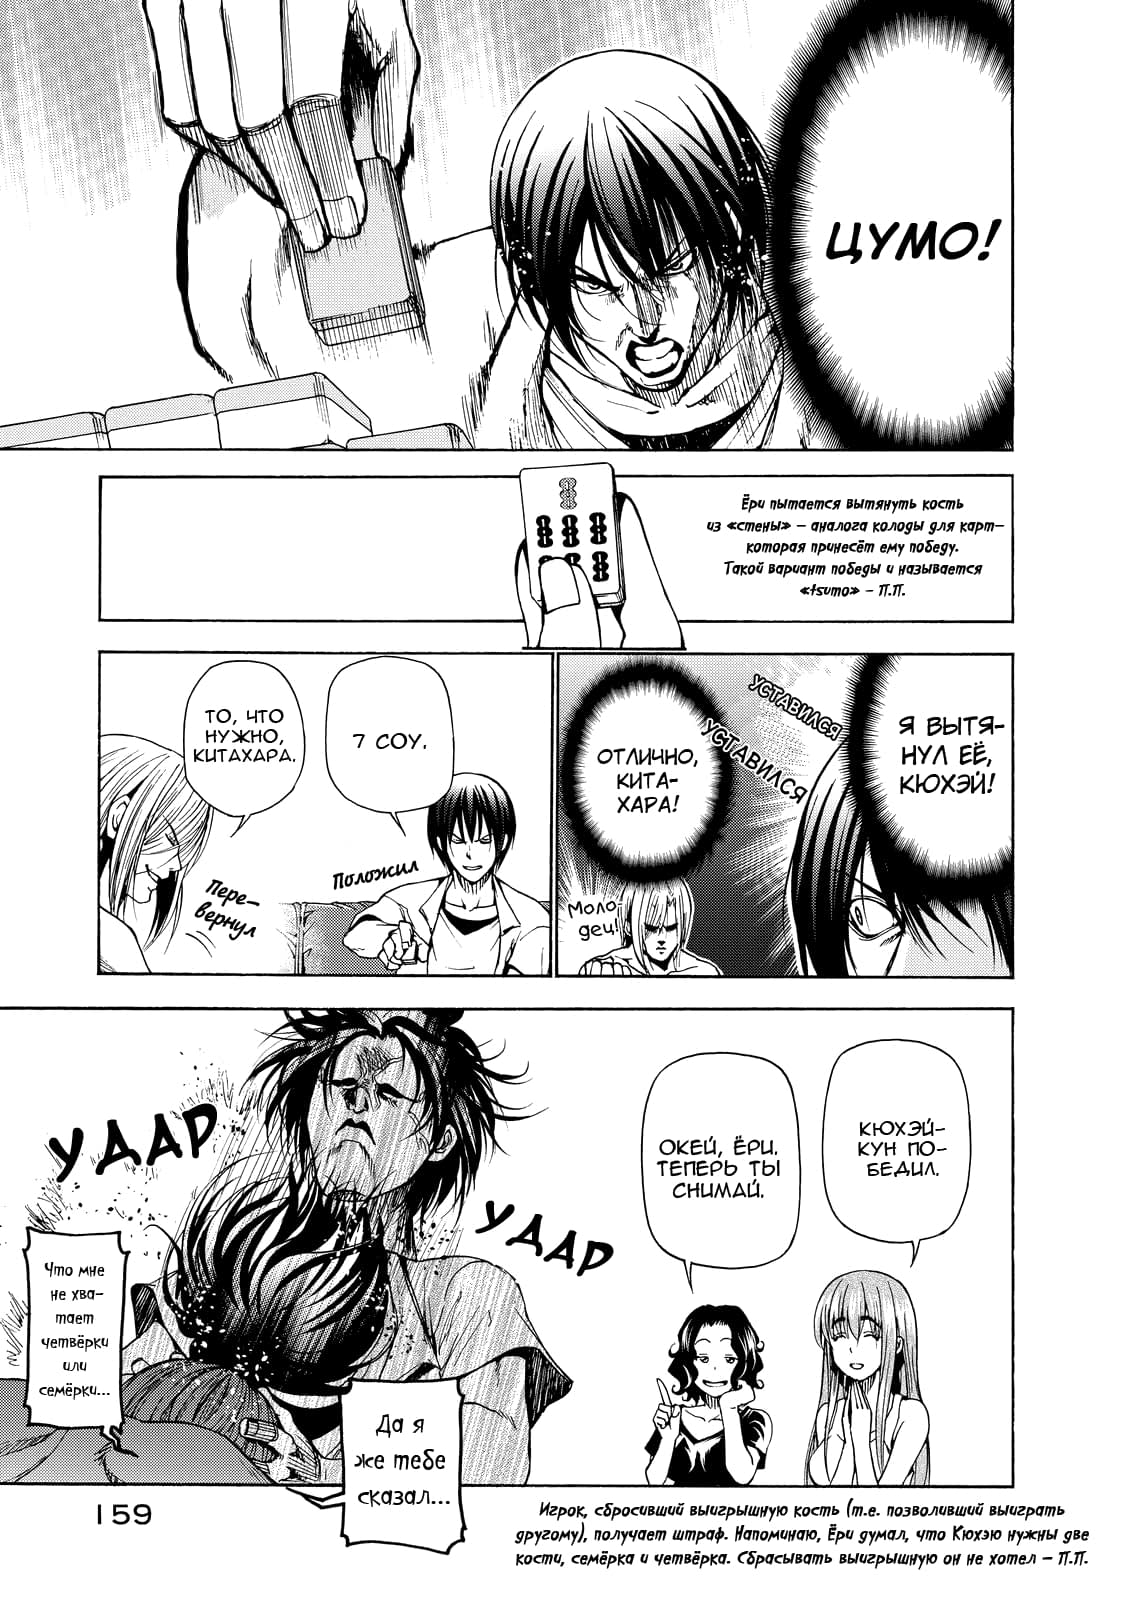 ЦУМО!
Ёри пытается вытянуть кость
из «стены» – аналога колоды для карт–
которая принесёт ему победу.
Такой вариант победы и называется
«tsumo» – П.П.
Я ВЫТЯ-
НУЛ ЕЁ,
КЮХЭЙ!
УСТАВИЛСЯ
УСТАВИЛСЯ
ОТЛИЧНО,
КИТА-
ХАРА!
Моло-
дец!
7 СОУ.
Положил
ТО, ЧТО
НУЖНО,
КИТАХАРА.
Пере-
вернул
КЮХЭЙ-
КУН ПО-
БЕДИЛ.
ОКЕЙ, ЁРИ.
ТЕПЕРЬ ТЫ
СНИМАЙ.
УДАР
УДАР
Что мне
не хва-
тает
четвёрки
или
семёрки...
Да я
же тебе
сказал...
159
Игрок, сбросивший выигрышную кость (т.е. позволивший выиграть
другому), получает штраф. Напоминаю, Ёри думал, что Кюхэю нужны две
кости, семёрка и четвёрка. Сбрасывать выигрышную он не хотел – П.П.